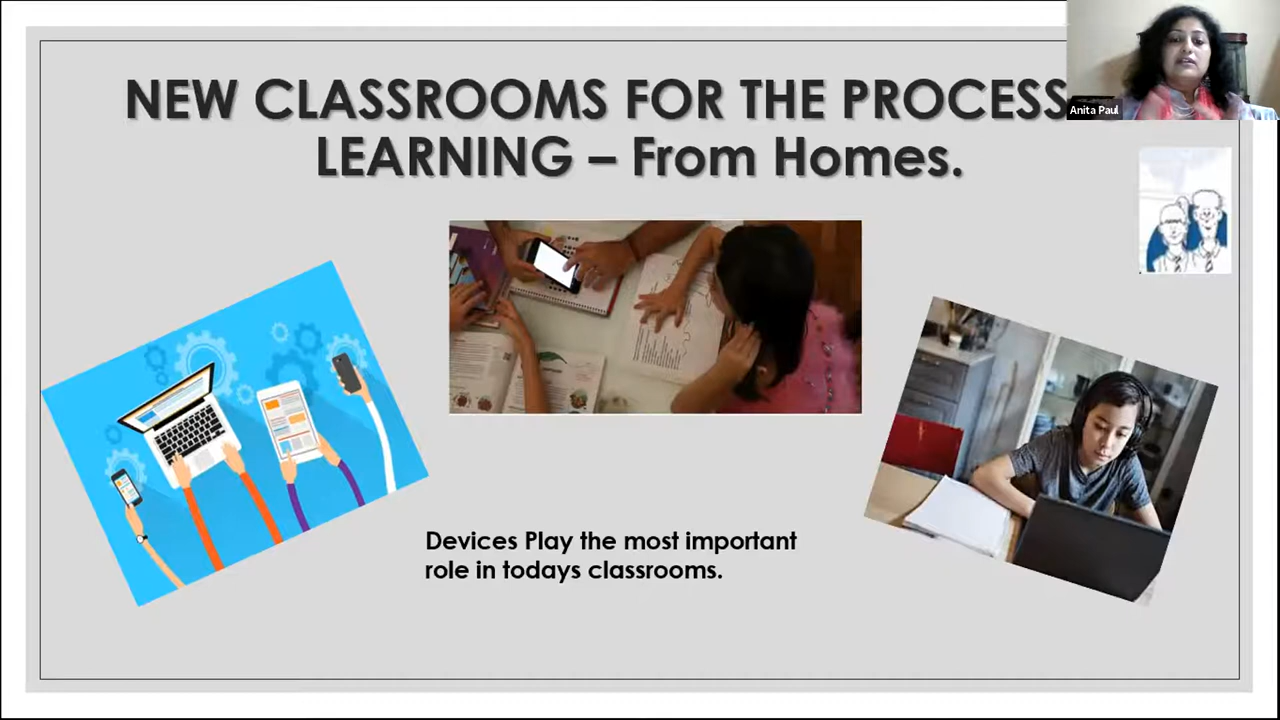 NEW CLASSROOMS FOR THE PROCESS
LEARNING – From Homes.
Anita Paul
Devices Play the most important
role in todays classrooms.